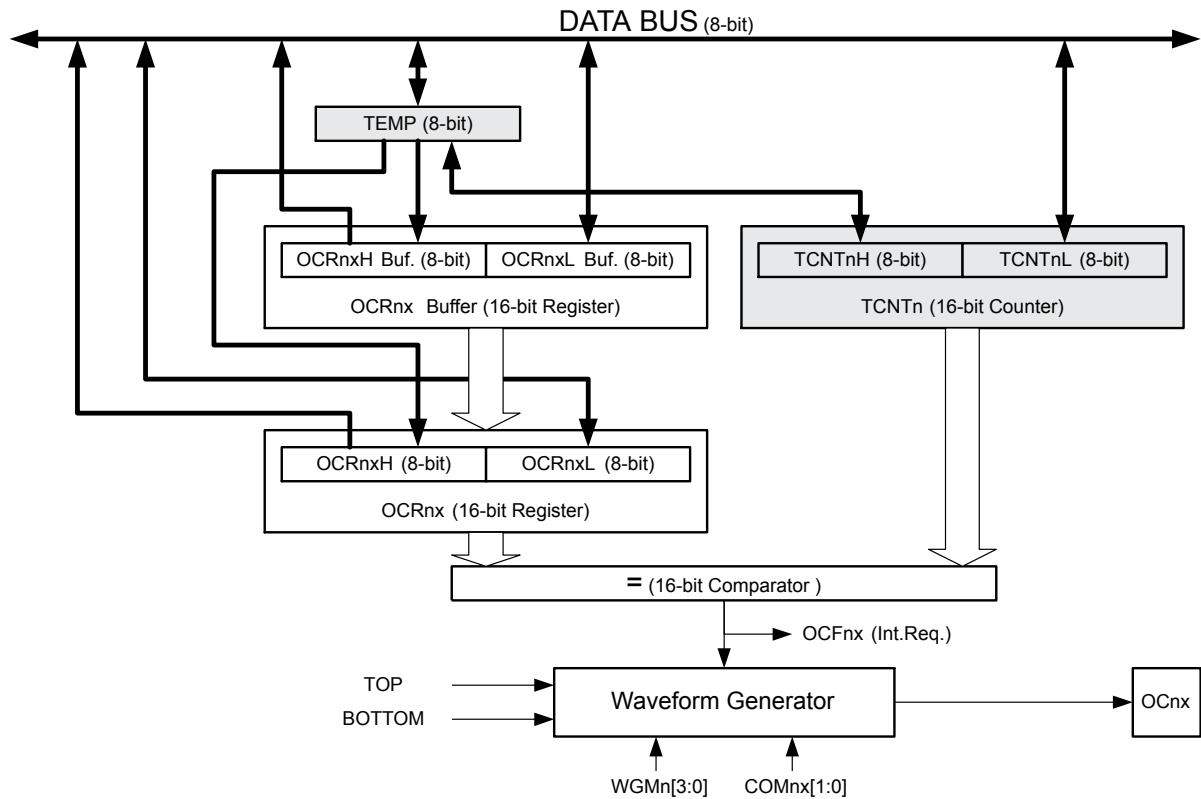 DATA BUS (8-bit)
TEMP (8-bit)
OCRnxH Buf. (8-bit)
OCRnxL Buf. (8-bit)
TCNTnH (8-bit)
TCNTnL (8-bit)
OCRnx Buffer (16-bit Register)
TCNTn (16-bit Counter)
OCRnxH (8-bit)
OCRnxL (8-bit)
OCRnx (16-bit Register)
= (16-bit Comparator )
OCFnx (Int.Req.)
TOP
BOTTOM
Waveform Generator
OCnx
WGMn[3:0]
COMnx[1:0]